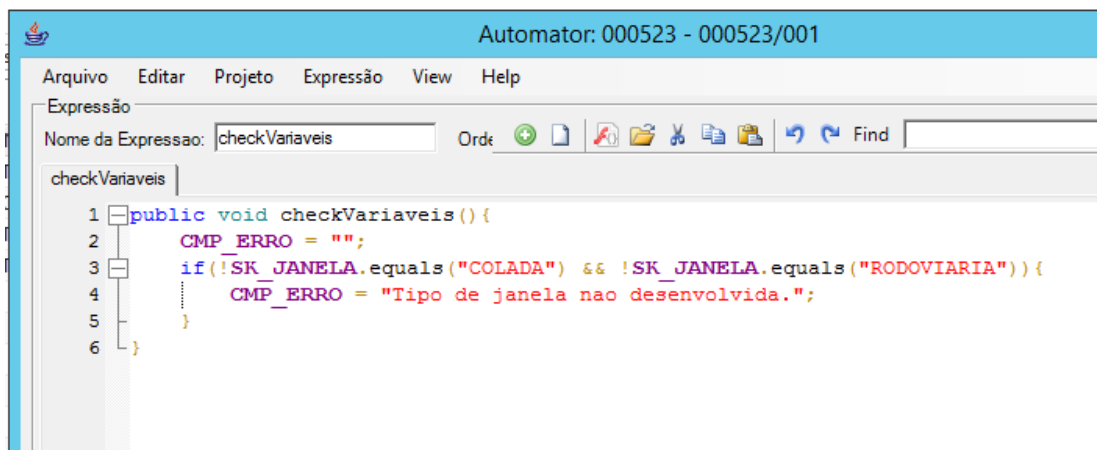 Automator: 000523 - 000523/001
Arquivo Editar Projeto Expressão View Help
Expressão
Nome da Expressao: checkVariaveis Orde Find
checkVariaveis
1 public void checkVariaveis(){
2 CMP_ERRO = "";
3 if(!SK_JANELA.equals("COLADA") && !SK_JANELA.equals("RODOVIARIA")){
4 CMP_ERRO = "Tipo de janela nao desenvolvida.";
5 }
6 }